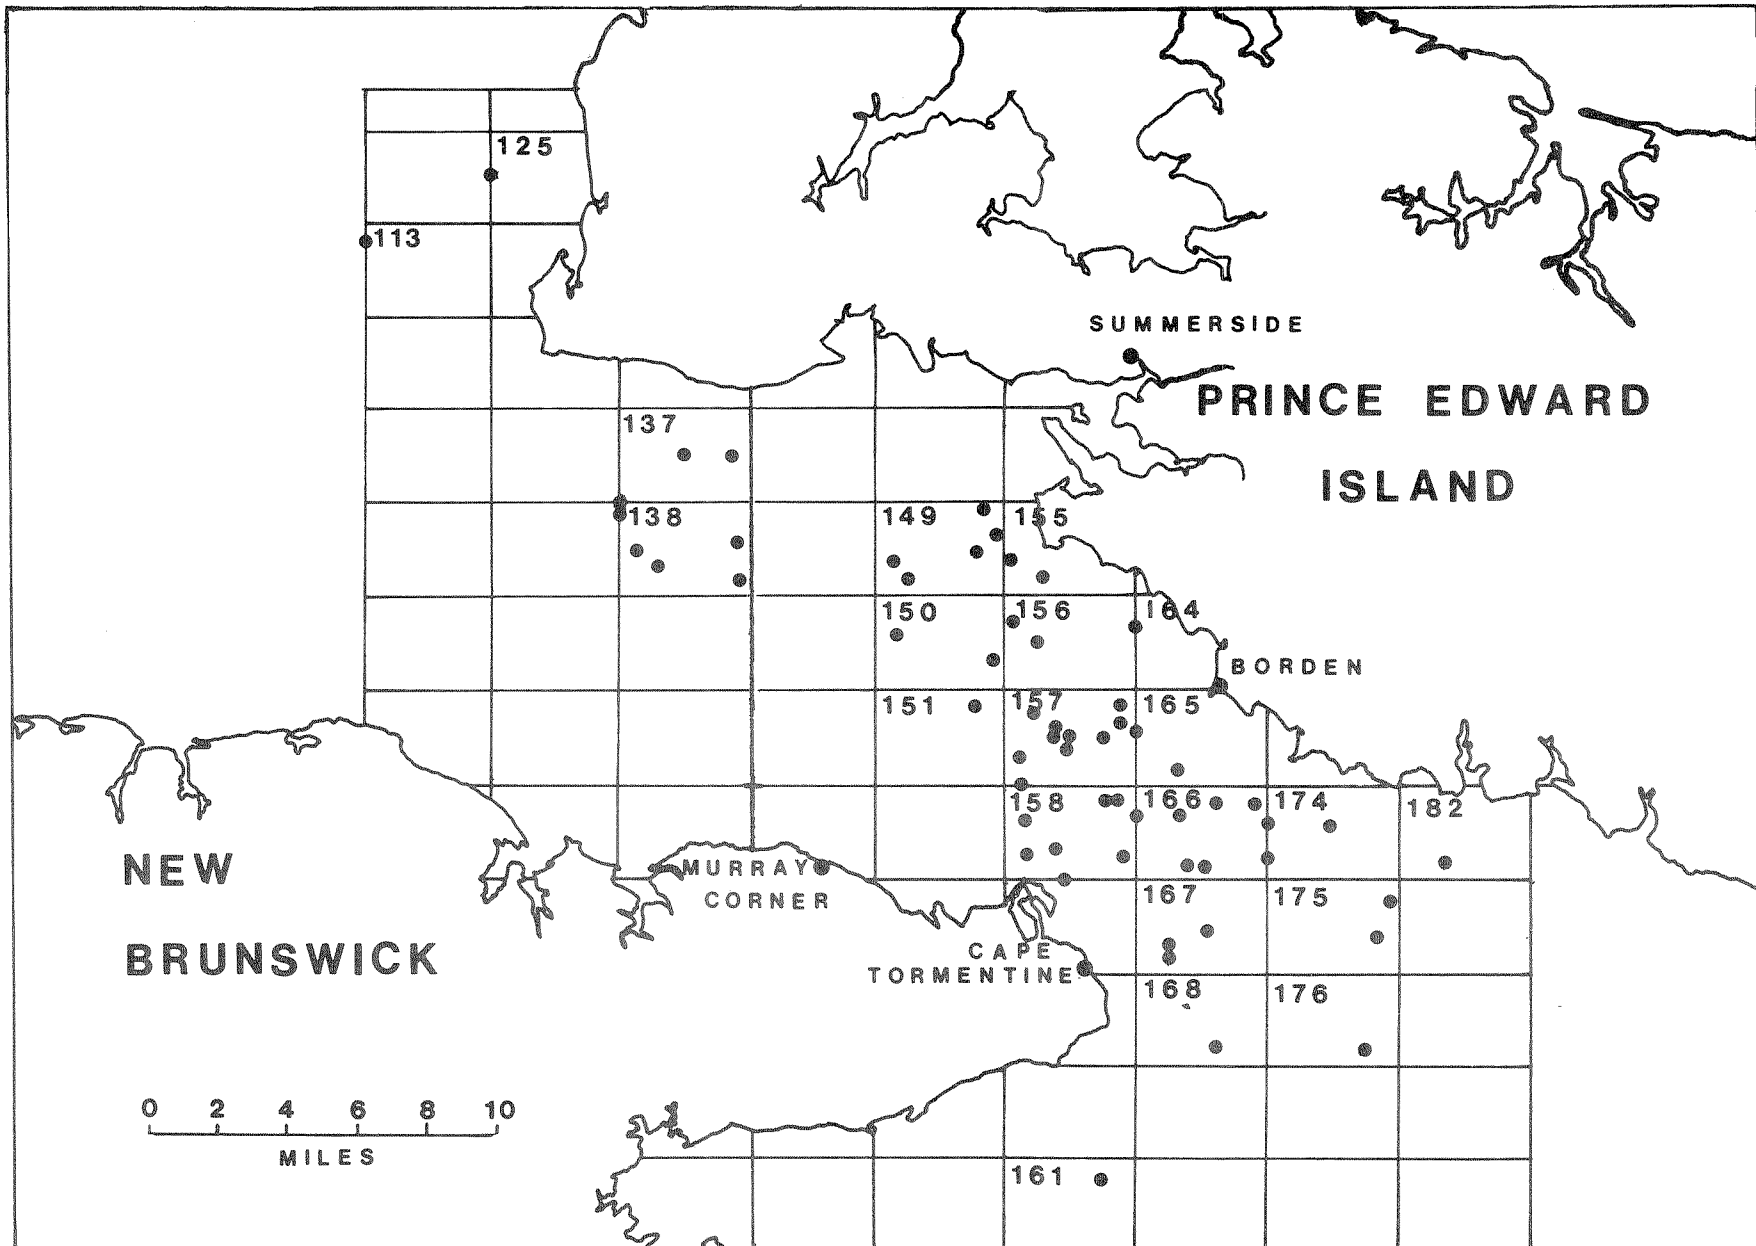 125
113
SUMMERSIDE
PRINCE EDWARD
ISLAND
137
138
149
155
150
156
164
BORDEN
151
157
165
158
166
174
182
MURRAY
CORNER
NEW
BRUNSWICK
167
175
CAPE
TORMENTINE
168
176
0 2 4 6 8 10
MILES
161